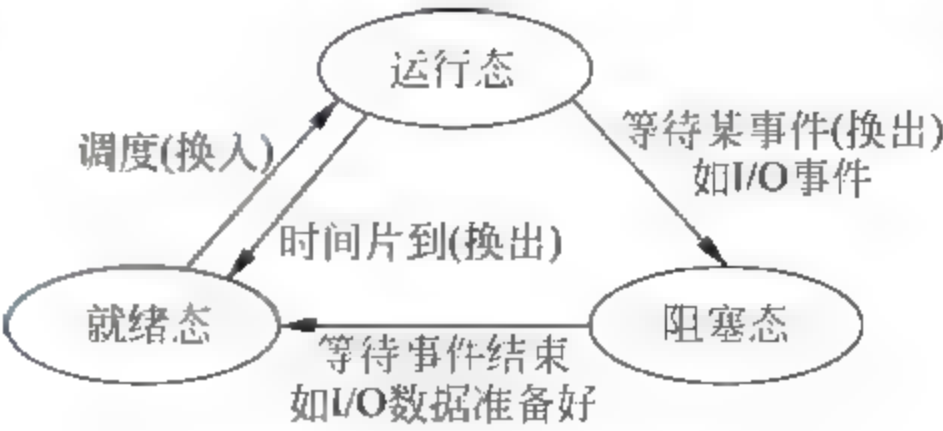 运行态
调度(换入)
等待某事件(换出)
如I/O事件
时间片到(换出)
就绪态
阻塞态
等待事件结束
如I/O数据准备好